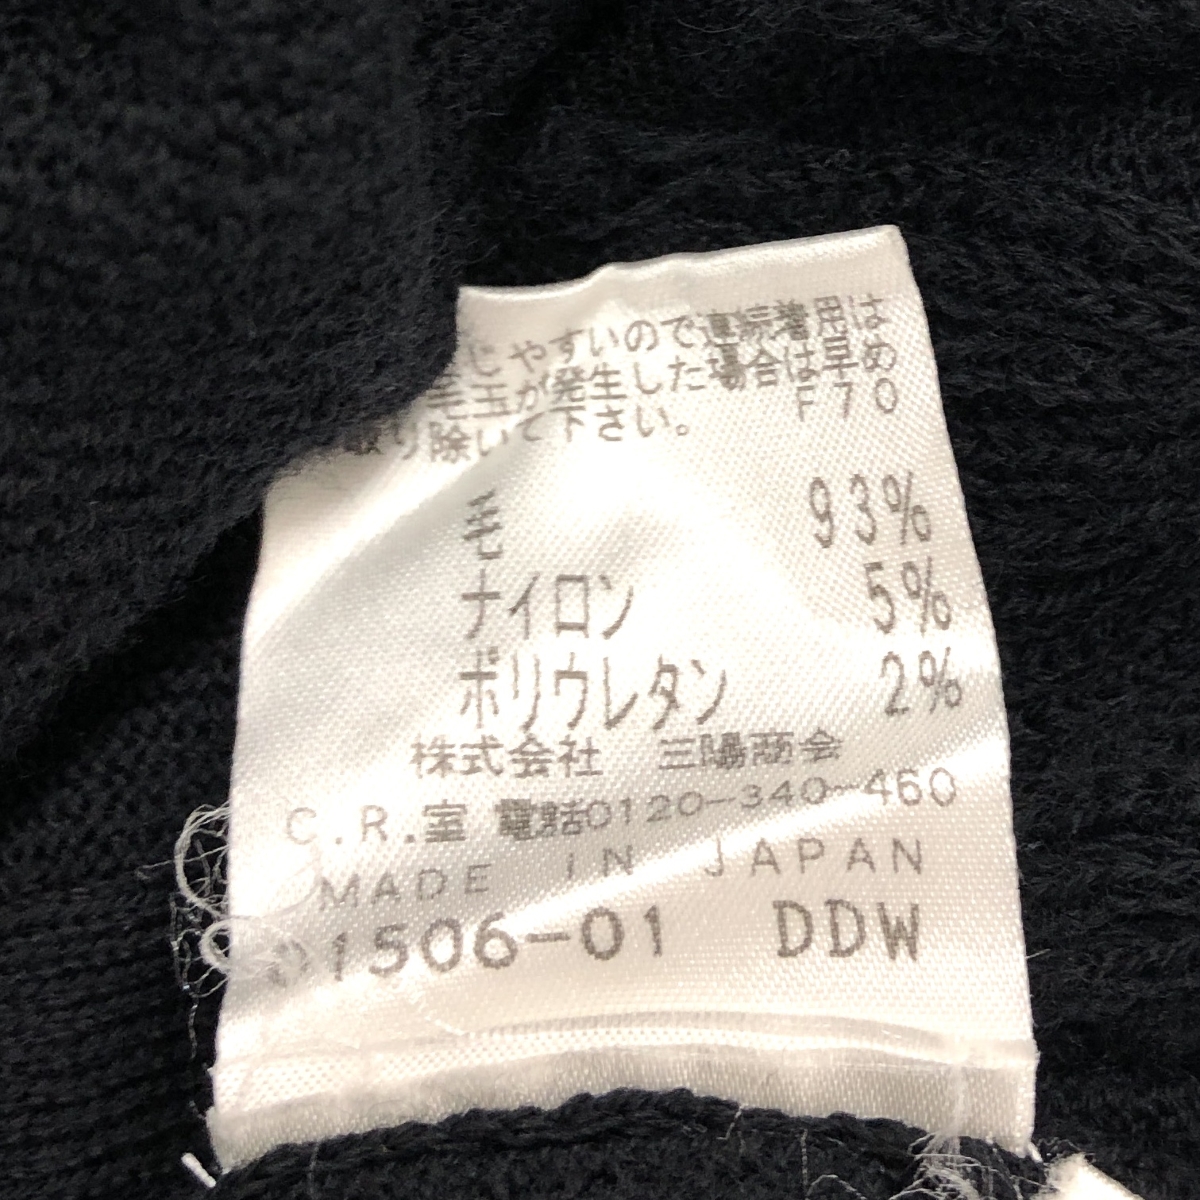 じやすいので連続着用は
毛玉が発生した場合は早め
取り除いて下さい。 F70
毛 93%
ナイロン 5%
ポリウレタン 2%
株式会社 三陽商会
C.R.室 電話0120-340-460
MADE iN JAPAN
01506-01 DDW